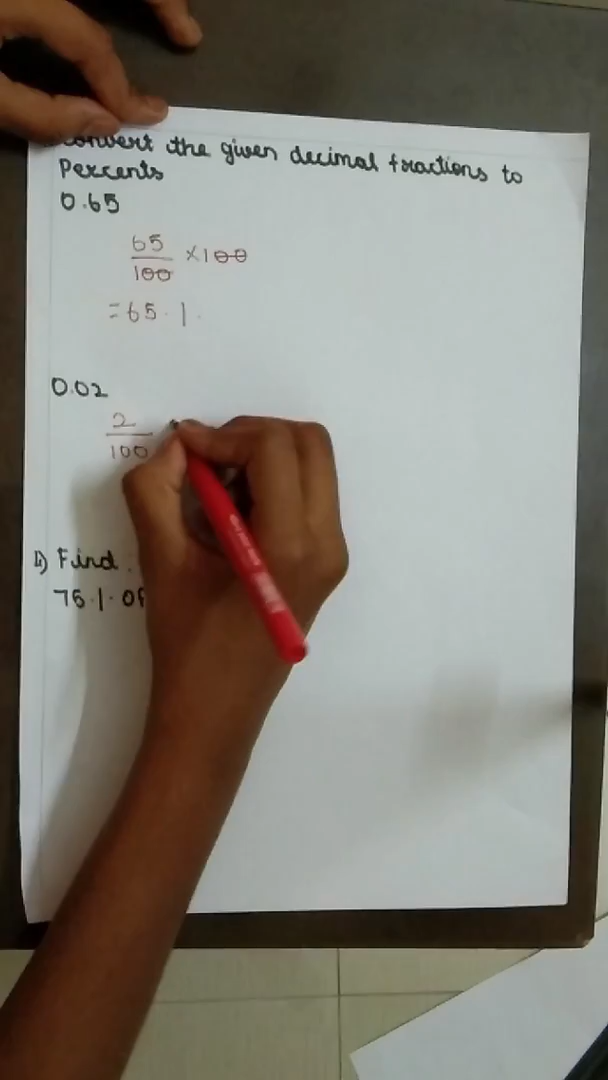 Convert the given decimal fractions to
Percents
0.65
65/100 ×100
=65·|·
0.02
2/100
Find :
75·|· of